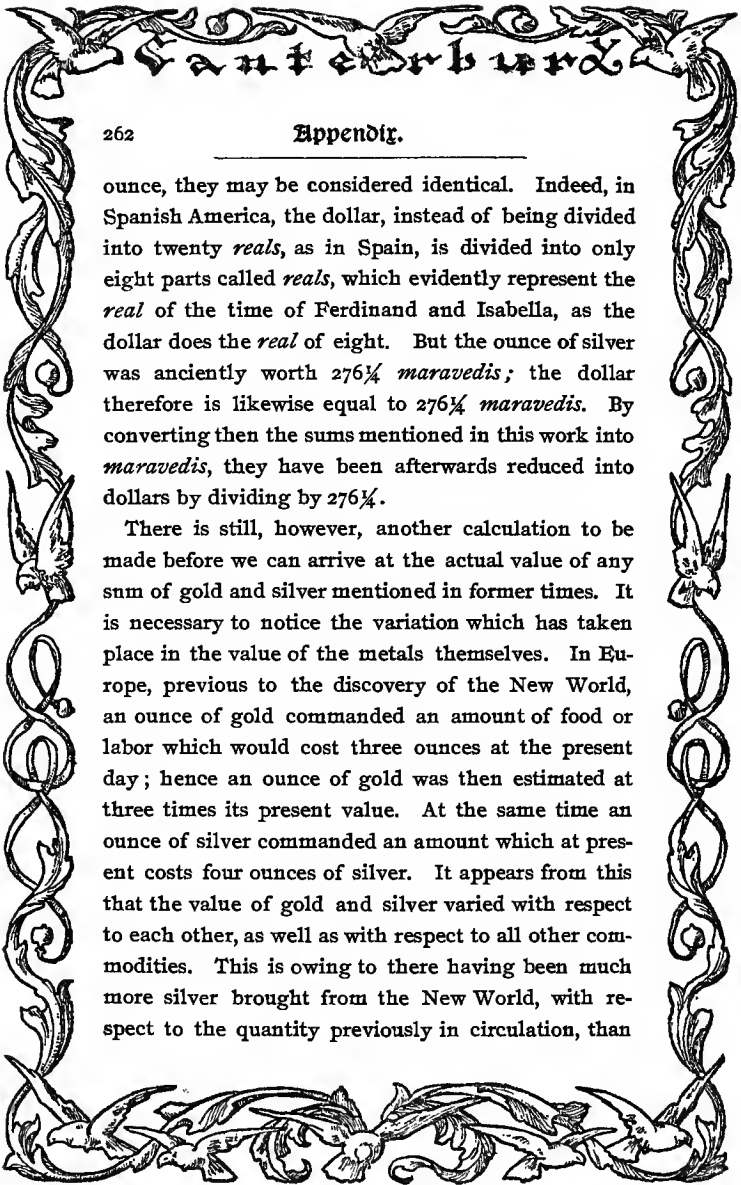 Canterbury
262 Appendix.
ounce, they may be considered identical. Indeed, in
Spanish America, the dollar, instead of being divided
into twenty reals, as in Spain, is divided into only
eight parts called reals, which evidently represent the
real of the time of Ferdinand and Isabella, as the
dollar does the real of eight. But the ounce of silver
was anciently worth 276¼ maravedis; the dollar
therefore is likewise equal to 276¼ maravedis. By
converting then the sums mentioned in this work into
maravedis, they have been afterwards reduced into
dollars by dividing by 276¼.
There is still, however, another calculation to be
made before we can arrive at the actual value of any
snm of gold and silver mentioned in former times. It
is necessary to notice the variation which has taken
place in the value of the metals themselves. In Eu-
rope, previous to the discovery of the New World,
an ounce of gold commanded an amount of food or
labor which would cost three ounces at the present
day; hence an ounce of gold was then estimated at
three times its present value. At the same time an
ounce of silver commanded an amount which at pres-
ent costs four ounces of silver. It appears from this
that the value of gold and silver varied with respect
to each other, as well as with respect to all other com-
modities. This is owing to there having been much
more silver brought from the New World, with re-
spect to the quantity previously in circulation, than